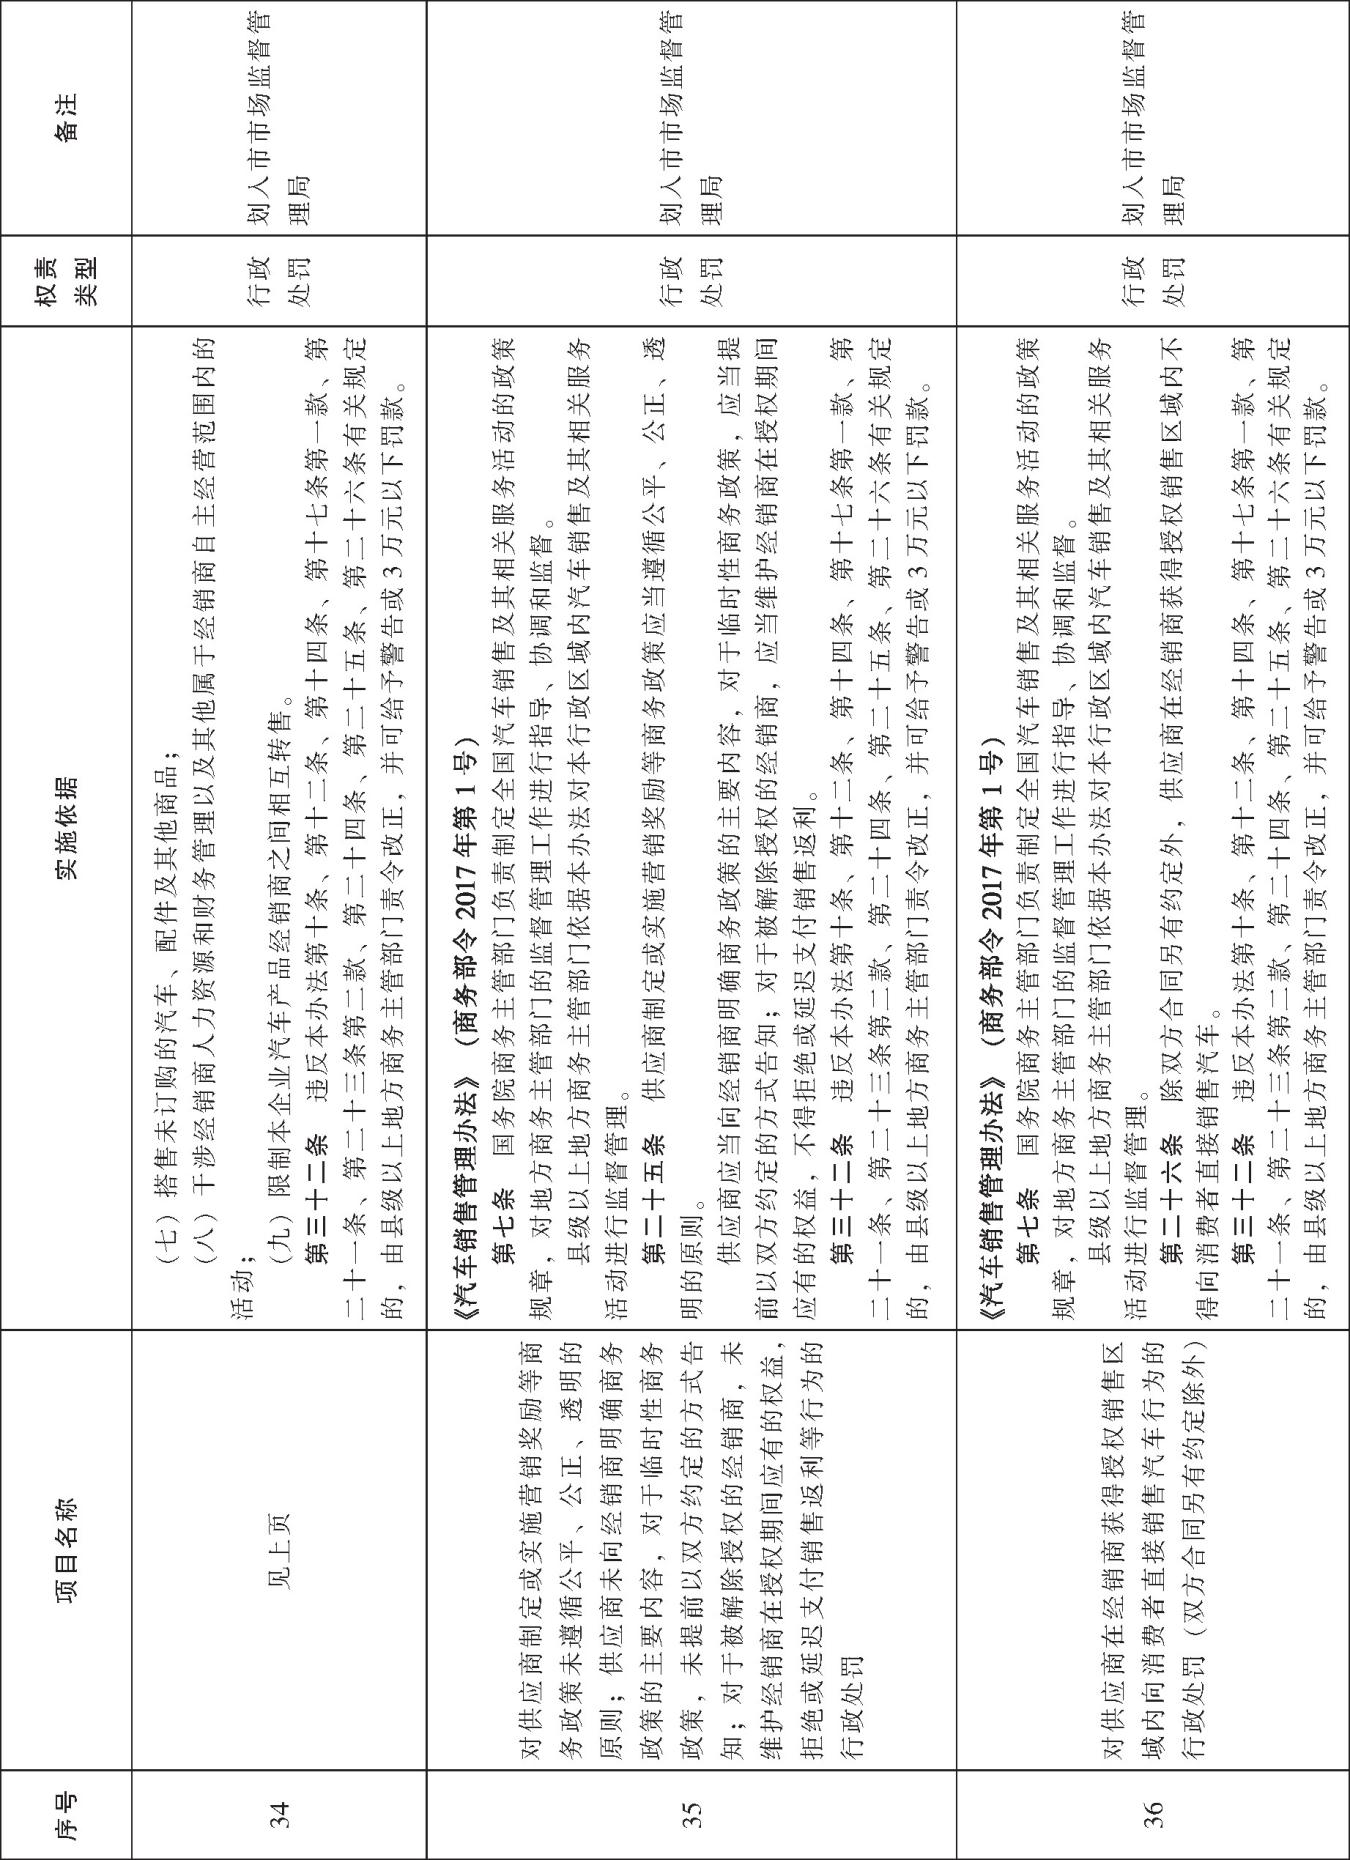 序号
项目名称
实施依据
权责
类型
备注
34
见上页
（七）搭售未订购的汽车、配件及其他商品；
（八）干涉经销商人力资源和财务管理以及其他属于经销商自主经营范围内的
活动；
（九）限制本企业汽车产品经销商之间相互转售。
第三十二条　违反本办法第十条、第十二条、第十四条、第十七条第一款、第
二十一条、第二十三条第二款、第二十四条、第二十五条、第二十六条有关规定
的，由县级以上地方商务主管部门责令改正，并可给予警告或3万元以下罚款。
行政
处罚
划入市市场监督管
理局
35
对供应商制定或实施营销奖励等商
务政策未遵循公平、公正、透明的
原则；供应商未向经销商明确商务
政策的主要内容，对于临时性商务
政策，未提前以双方约定的方式告
知；对于被解除授权的经销商，未
维护经销商在授权期间应有的权益，
拒绝或延迟支付销售返利等行为的
行政处罚
《汽车销售管理办法》（商务部令2017年第1号）
第七条　国务院商务主管部门负责制定全国汽车销售及其相关服务活动的政策
规章，对地方商务主管部门的监督管理工作进行指导、协调和监督。
县级以上地方商务主管部门依据本办法对本行政区域内汽车销售及其相关服务
活动进行监督管理。
第二十五条　供应商制定或实施营销奖励等商务政策应当遵循公平、公正、透
明的原则。
供应商应当向经销商明确商务政策的主要内容，对于临时性商务政策，应当提
前以双方约定的方式告知；对于被解除授权的经销商，应当维护经销商在授权期间
应有的权益，不得拒绝或延迟支付销售返利。
第三十二条　违反本办法第十条、第十二条、第十四条、第十七条第一款、第
二十一条、第二十三条第二款、第二十四条、第二十五条、第二十六条有关规定
的，由县级以上地方商务主管部门责令改正，并可给予警告或3万元以下罚款。
行政
处罚
划入市市场监督管
理局
36
对供应商在经销商获得授权销售区
域内向消费者直接销售汽车行为的
行政处罚（双方合同另有约定除外）
《汽车销售管理办法》（商务部令2017年第1号）
第七条　国务院商务主管部门负责制定全国汽车销售及其相关服务活动的政策
规章，对地方商务主管部门的监督管理工作进行指导、协调和监督。
县级以上地方商务主管部门依据本办法对本行政区域内汽车销售及其相关服务
活动进行监督管理。
第二十六条　除双方合同另有约定外，供应商在经销商获得授权销售区域内不
得向消费者直接销售汽车。
第三十二条　违反本办法第十条、第十二条、第十四条、第十七条第一款、第
二十一条、第二十三条第二款、第二十四条、第二十五条、第二十六条有关规定
的，由县级以上地方商务主管部门责令改正，并可给予警告或3万元以下罚款。
行政
处罚
划入市市场监督管
理局